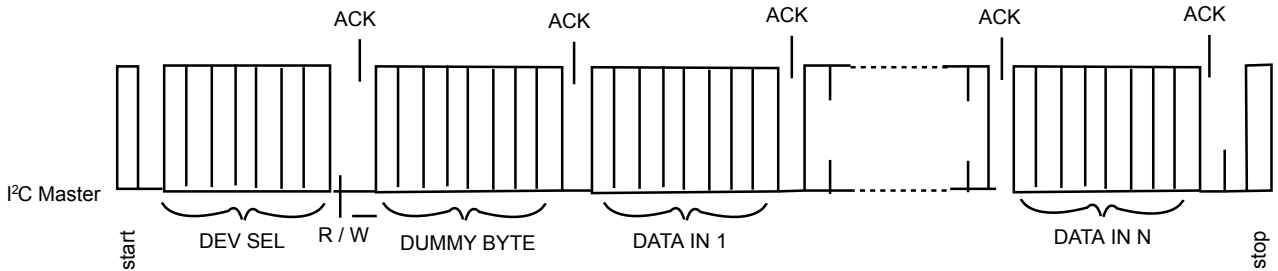 ACK ACK ACK ACK ACK
I²C Master
start DEV SEL R / W DUMMY BYTE DATA IN 1 DATA IN N stop